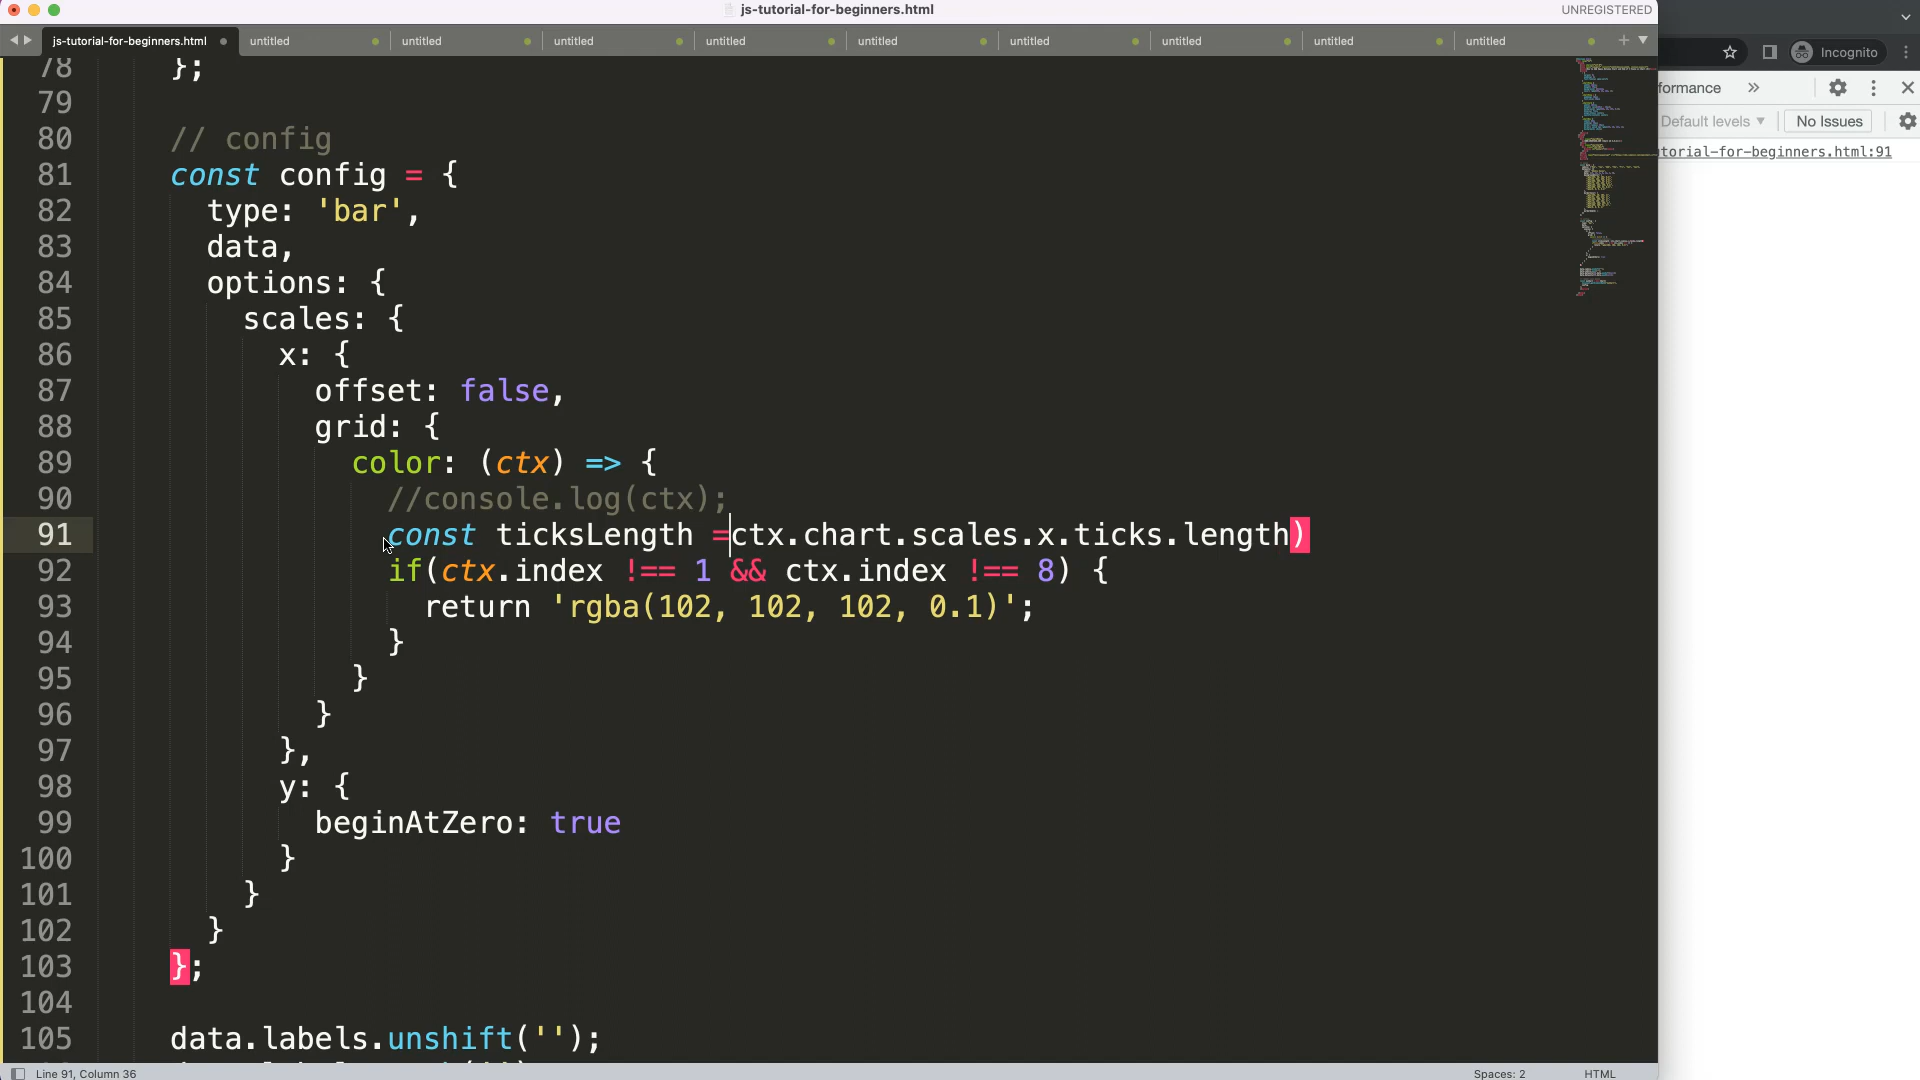 js-tutorial-for-beginners.html
UNREGISTERED
js-tutorial-for-beginners.html untitled untitled untitled untitled untitled untitled untitled untitled untitled
Incognito
formance
Default levels
No Issues
torial-for-beginners.html:91
78 };
79
80 // config
81 const config = {
82 type: 'bar',
83 data,
84 options: {
85 scales: {
86 x: {
87 offset: false,
88 grid: {
89 color: (ctx) => {
90 //console.log(ctx);
91 const ticksLength =ctx.chart.scales.x.ticks.length)
92 if(ctx.index !== 1 && ctx.index !== 8) {
93 return 'rgba(102, 102, 102, 0.1)';
94 }
95 }
96 }
97 },
98 y: {
99 beginAtZero: true
100 }
101 }
102 }
103 };
104
105 data.labels.unshift('');
Line 91, Column 36
Spaces: 2
HTML